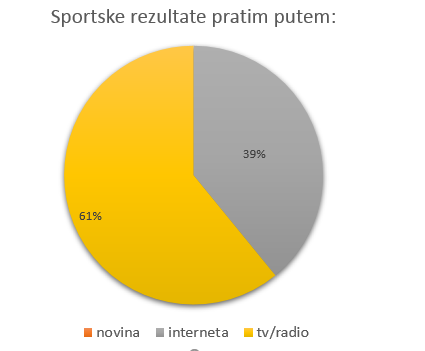 Sportske rezultate pratim putem:
39%
61%
novina interneta tv/radio